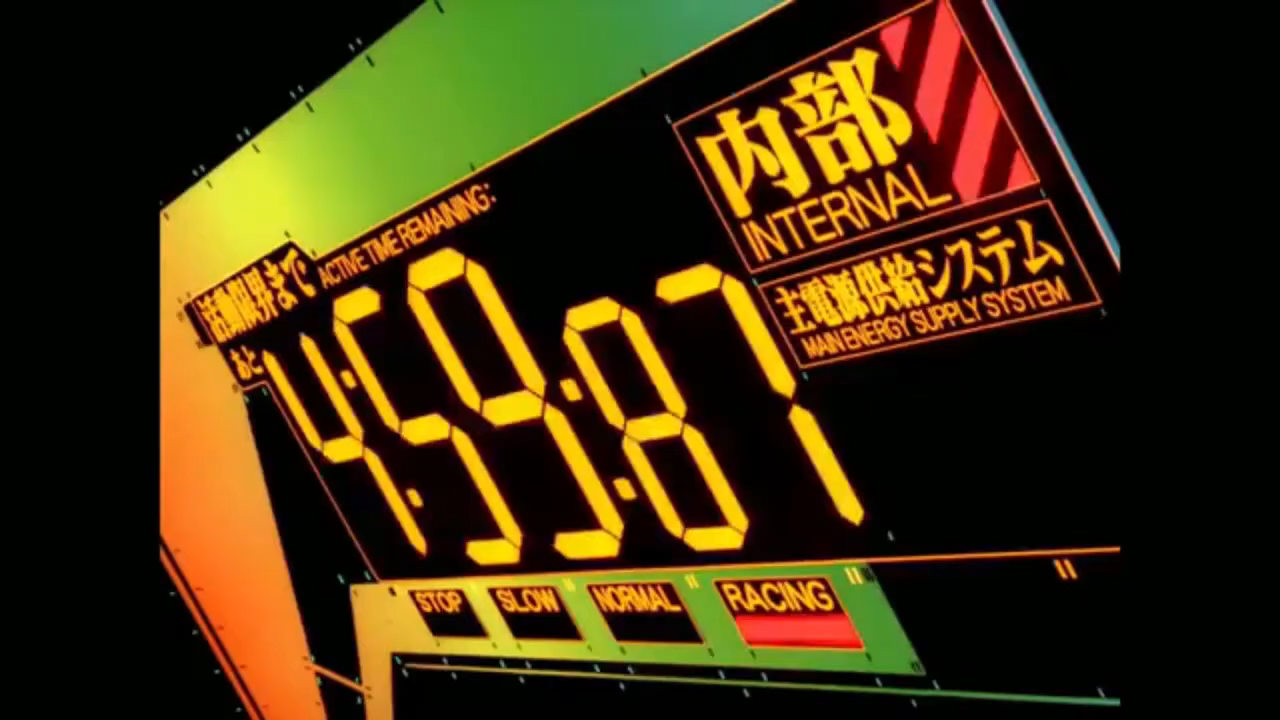 内部
INTERNAL
主電源供給システム
MAIN ENERGY SUPPLY SYSTEM
活動限界まで
ACTIVE TIME REMAINING:
あと
4:59:87
STOP
SLOW
NORMAL
RACING